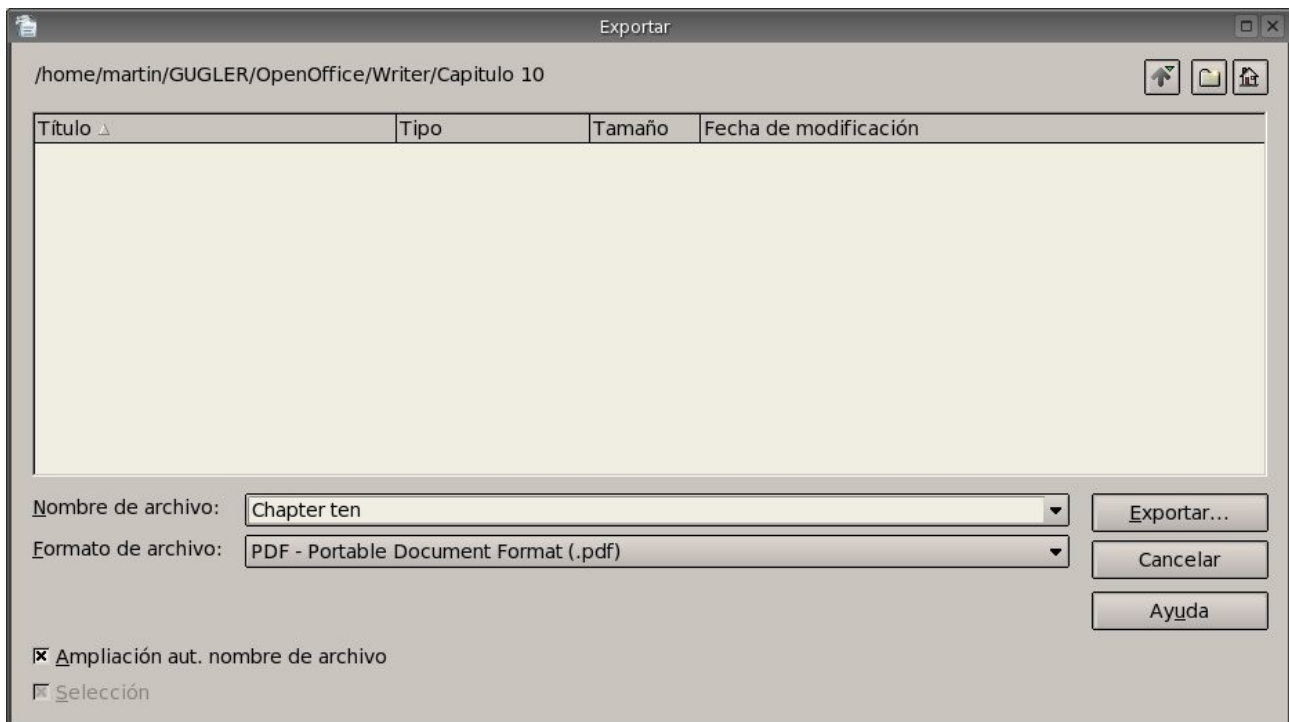 Exportar
/home/martin/GUGLER/OpenOffice/Writer/Capitulo 10
Título Tipo Tamaño Fecha de modificación
Nombre de archivo: Chapter ten Exportar...
Formato de archivo: PDF - Portable Document Format (.pdf)
Cancelar
Ayuda
Ampliación aut. nombre de archivo
Selección